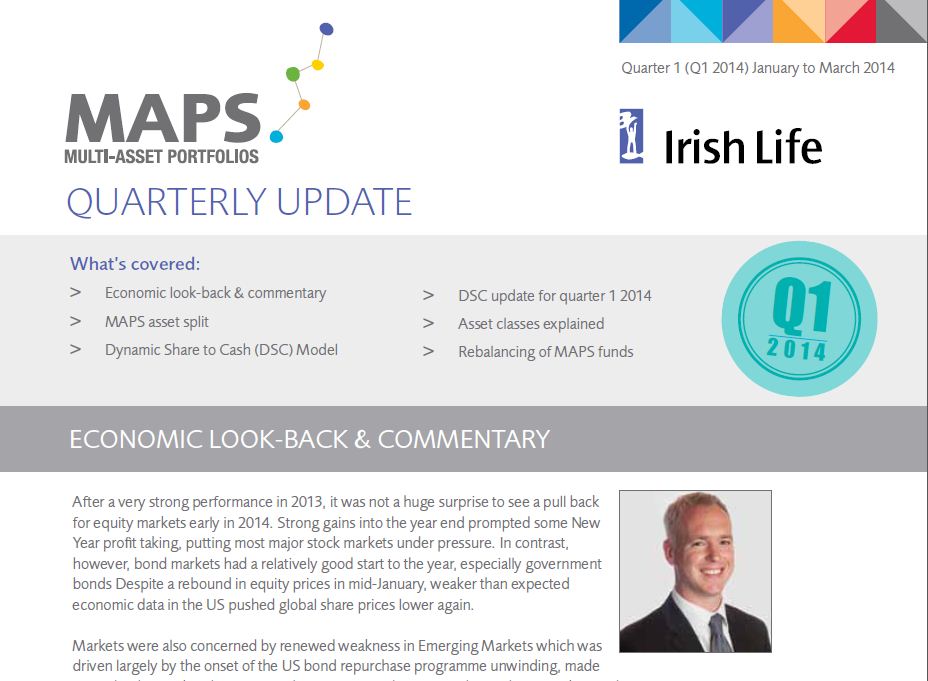 MAPS
MULTI-ASSET PORTFOLIOS
Quarter 1 (Q1 2014) January to March 2014
Irish Life
QUARTERLY UPDATE
What's covered:
> Economic look-back & commentary
> MAPS asset split
> Dynamic Share to Cash (DSC) Model
> DSC update for quarter 1 2014
> Asset classes explained
> Rebalancing of MAPS funds
Q1
2014
ECONOMIC LOOK-BACK & COMMENTARY
After a very strong performance in 2013, it was not a huge surprise to see a pull back
for equity markets early in 2014. Strong gains into the year end prompted some New
Year profit taking, putting most major stock markets under pressure. In contrast,
however, bond markets had a relatively good start to the year, especially government
bonds Despite a rebound in equity prices in mid-January, weaker than expected
economic data in the US pushed global share prices lower again.
Markets were also concerned by renewed weakness in Emerging Markets which was
driven largely by the onset of the US bond repurchase programme unwinding, made